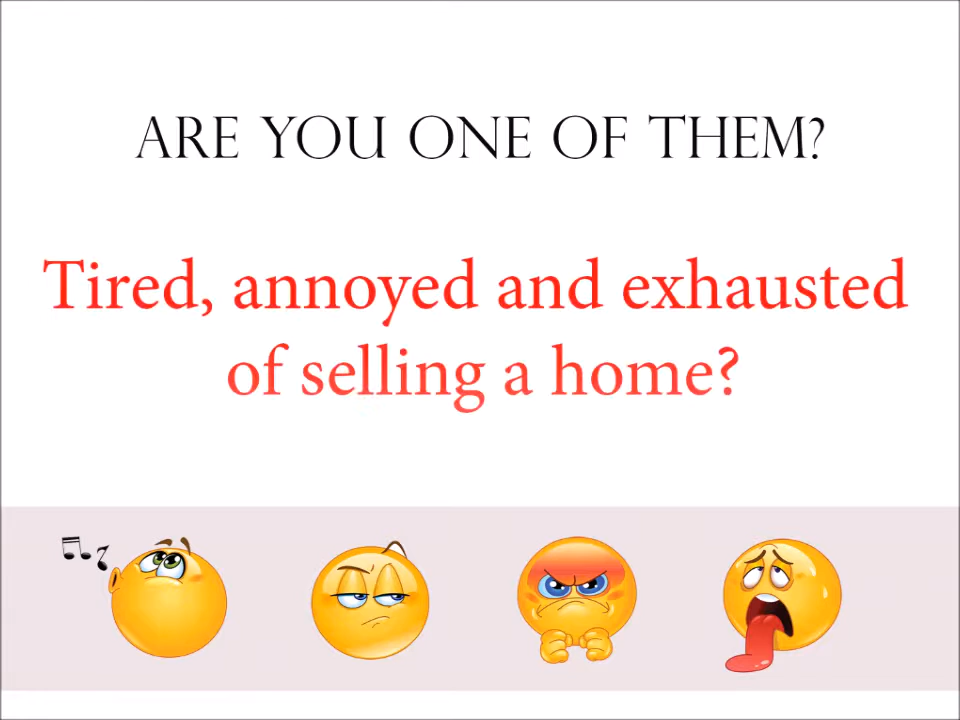 ARE YOU ONE OF THEM?
Tired, annoyed and exhausted
of selling a home?